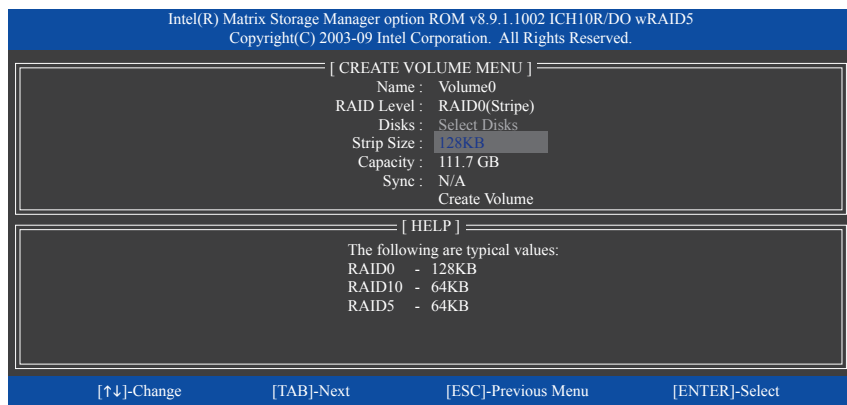 Intel(R) Matrix Storage Manager option ROM v8.9.1.1002 ICH10R/DO wRAID5
Copyright(C) 2003-09 Intel Corporation. All Rights Reserved.
[ CREATE VOLUME MENU ]
Name : Volume0
RAID Level : RAID0(Stripe)
Disks : Select Disks
Strip Size : 128KB
Capacity : 111.7 GB
Sync : N/A
Create Volume
[ HELP ]
The following are typical values:
RAID0 - 128KB
RAID10 - 64KB
RAID5 - 64KB
[↑↓]-Change [TAB]-Next [ESC]-Previous Menu [ENTER]-Select